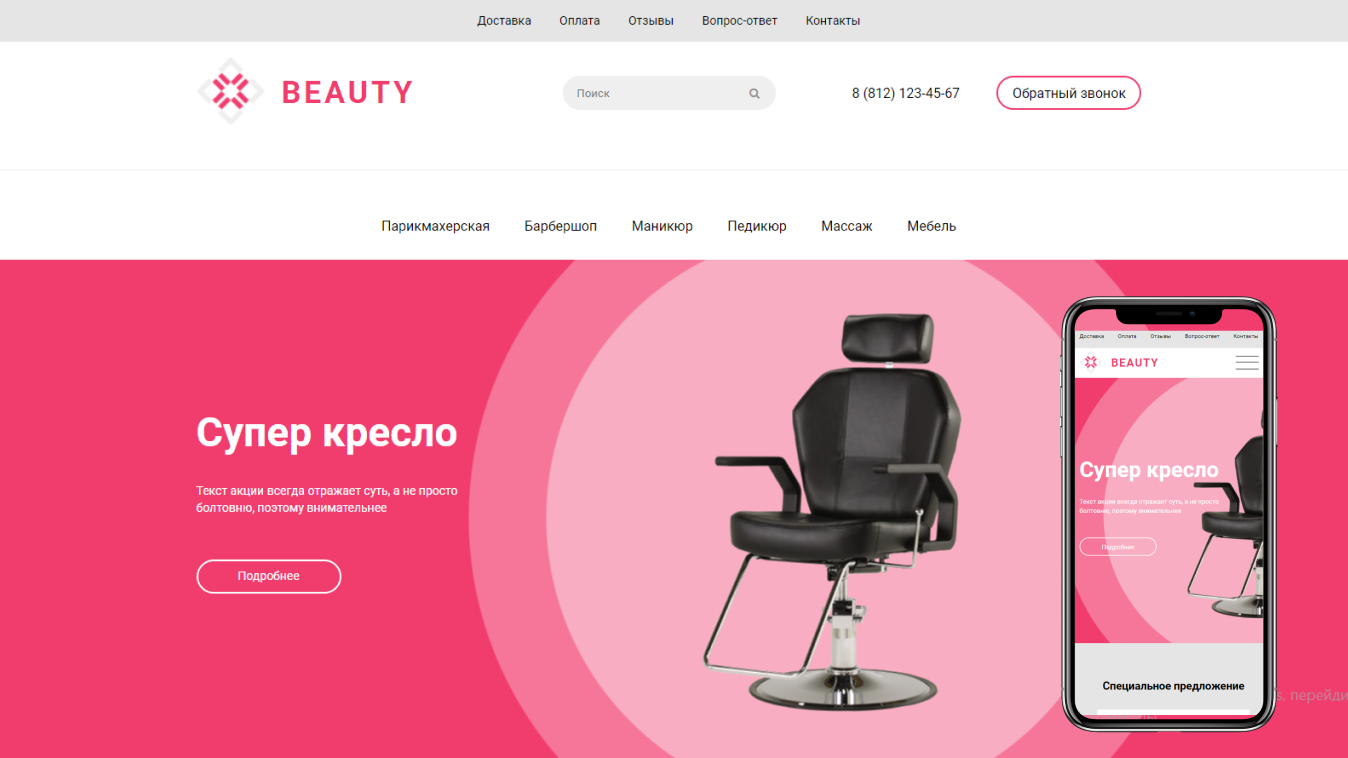 Доставка Оплата Отзывы Вопрос-ответ Контакты
BEAUTY
Поиск
8 (812) 123-45-67
Обратный звонок
Парикмахерская Барбершоп Маникюр Педикюр Массаж Мебель
Супер кресло
Текст акции всегда отражает суть, а не просто
болтовню, поэтому внимательнее
Подробнее
Доставка Оплата Отзывы Вопрос-ответ Контакты
BEAUTY
Супер кресло
Текст акции всегда отражает суть, а не просто
болтовню, поэтому внимательнее
Подробнее
Специальное предложение
s, перейди